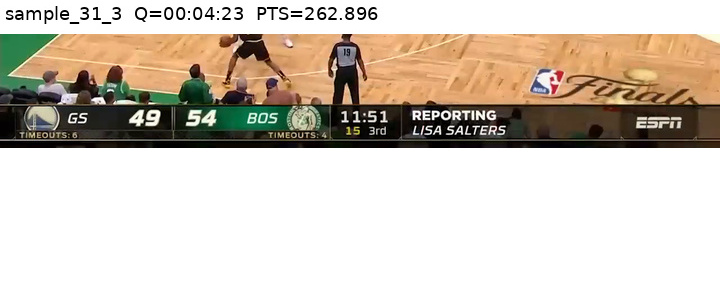 sample_31_3 Q=00:04:23 PTS=262.896
19
NBA Finals
GS 49 54 BOS 11:51 REPORTING ESPN
15 3rd LISA SALTERS
TIMEOUTS: 6 TIMEOUTS: 4